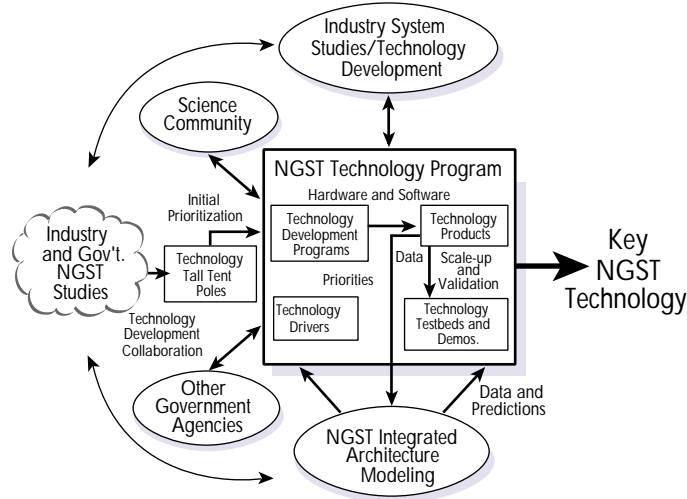 Industry System
Studies/Technology
Development
Science
Community
NGST Technology Program
Hardware and Software
Initial
Prioritization
Technology
Development
Programs
Technology
Products
Industry
and Gov't.
NGST
Studies
Technology
Tall Tent
Poles
Priorities
Data
Scale-up
and
Validation
Key
NGST
Technology
Technology
Drivers
Technology
Testbeds and
Demos.
Technology
Development
Collaboration
Other
Government
Agencies
Data and
Predictions
NGST Integrated
Architecture
Modeling